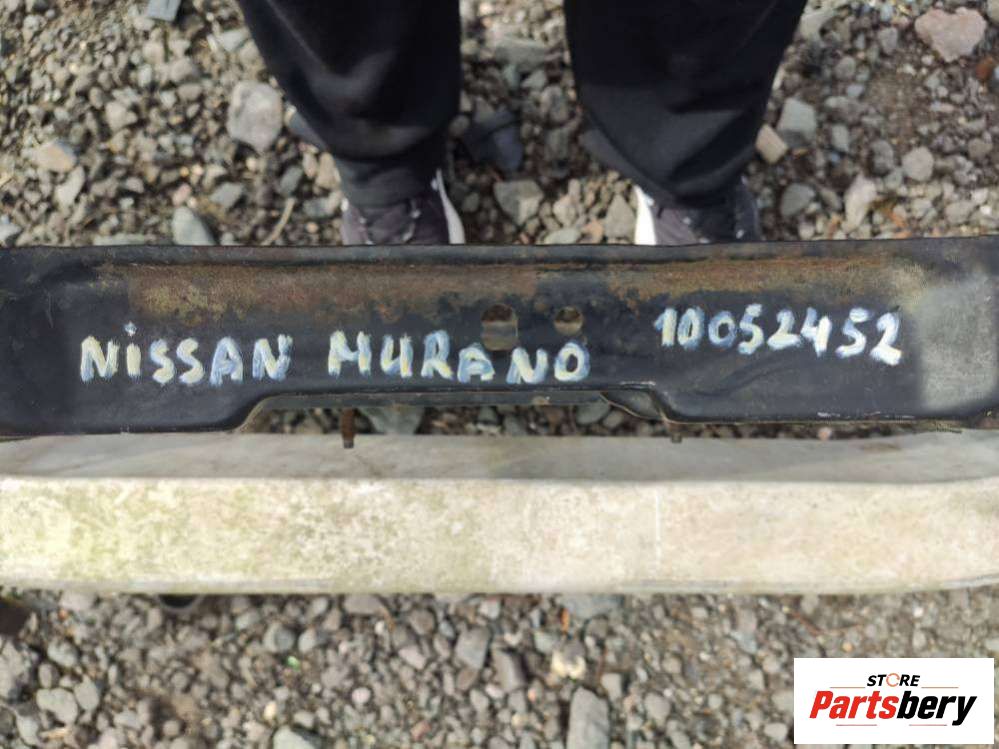 NISSAN MURANO 10052452
STORE
Partsbery